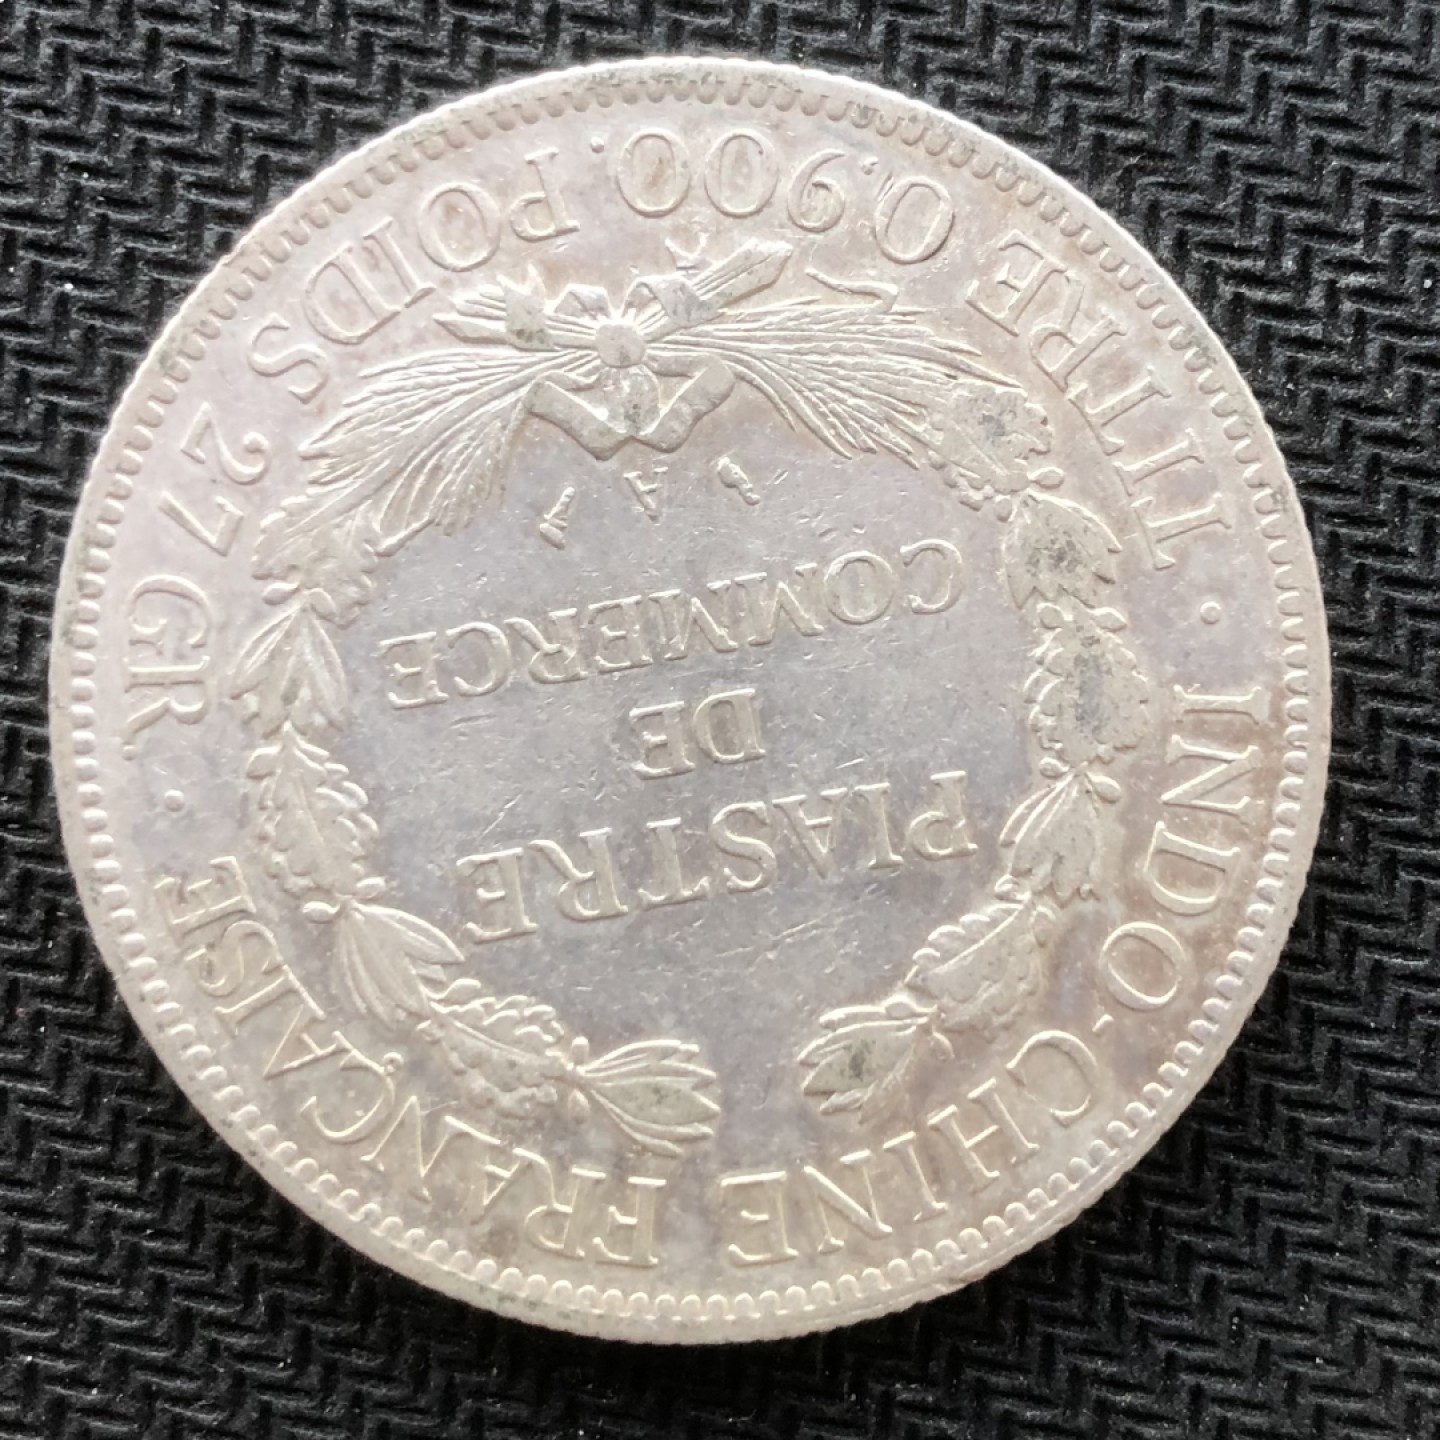 INDO-CHINE FRANÇAISE
PIASTRE
DE
COMMERCE
A
TITRE 0,900. POIDS 27 GR.